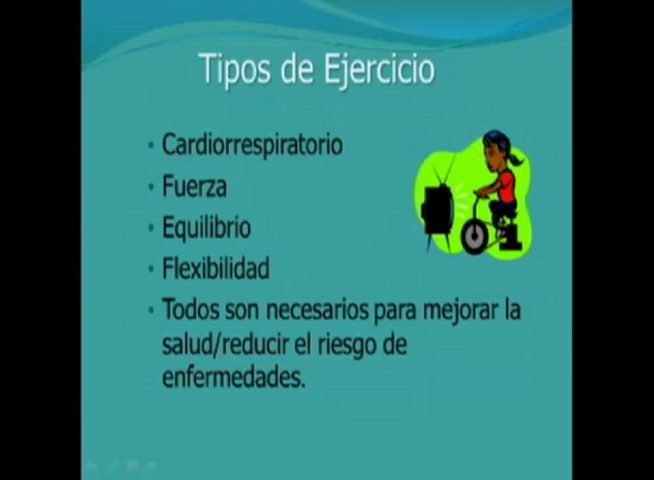 Tipos de Ejercicio
• Cardiorrespiratorio
• Fuerza
• Equilibrio
• Flexibilidad
• Todos son necesarios para mejorar la
salud/reducir el riesgo de
enfermedades.